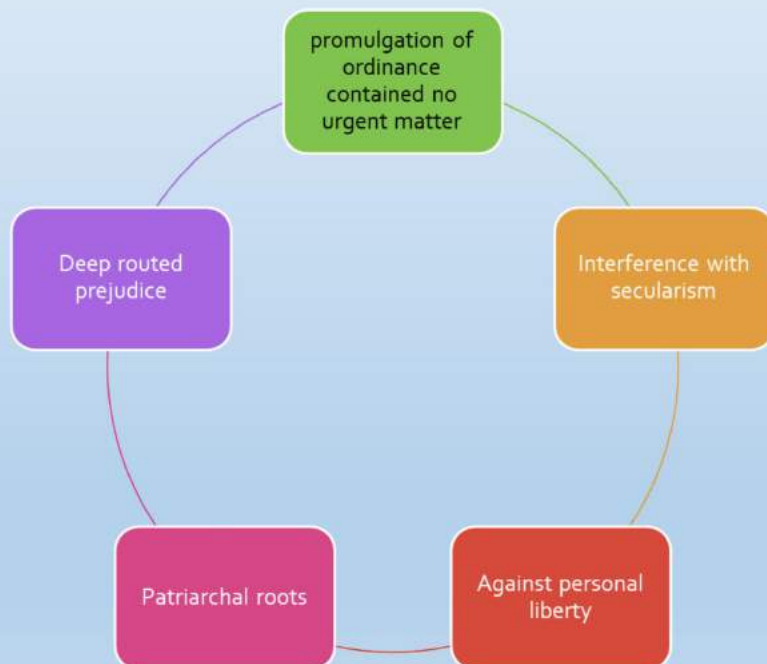 promulgation of
ordinance
contained no
urgent matter
Interference with
secularism
Against personal
liberty
Patriarchal roots
Deep routed
prejudice